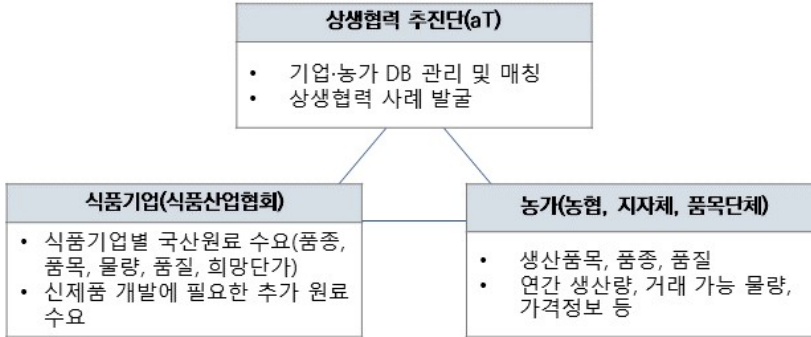 상생협력 추진단(aT)
• 기업·농가 DB 관리 및 매칭
• 상생협력 사례 발굴
식품기업(식품산업협회)
• 식품기업별 국산원료 수요(품종,
품목, 물량, 품질, 희망단가)
• 신제품 개발에 필요한 추가 원료
수요
농가(농협, 지자체, 품목단체)
• 생산품목, 품종, 품질
• 연간 생산량, 거래 가능 물량,
가격정보 등